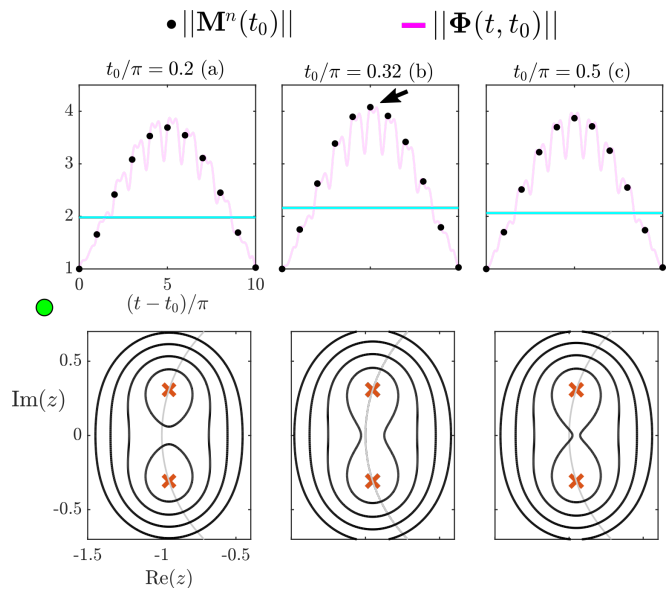 ||M^n(t_0)||
||Φ(t, t_0)||
t_0/π = 0.2 (a)
t_0/π = 0.32 (b)
t_0/π = 0.5 (c)
4
3
2
1
0
5
10
(t − t_0)/π
0.5
0
-0.5
Im(z)
-1.5
-1
-0.5
Re(z)